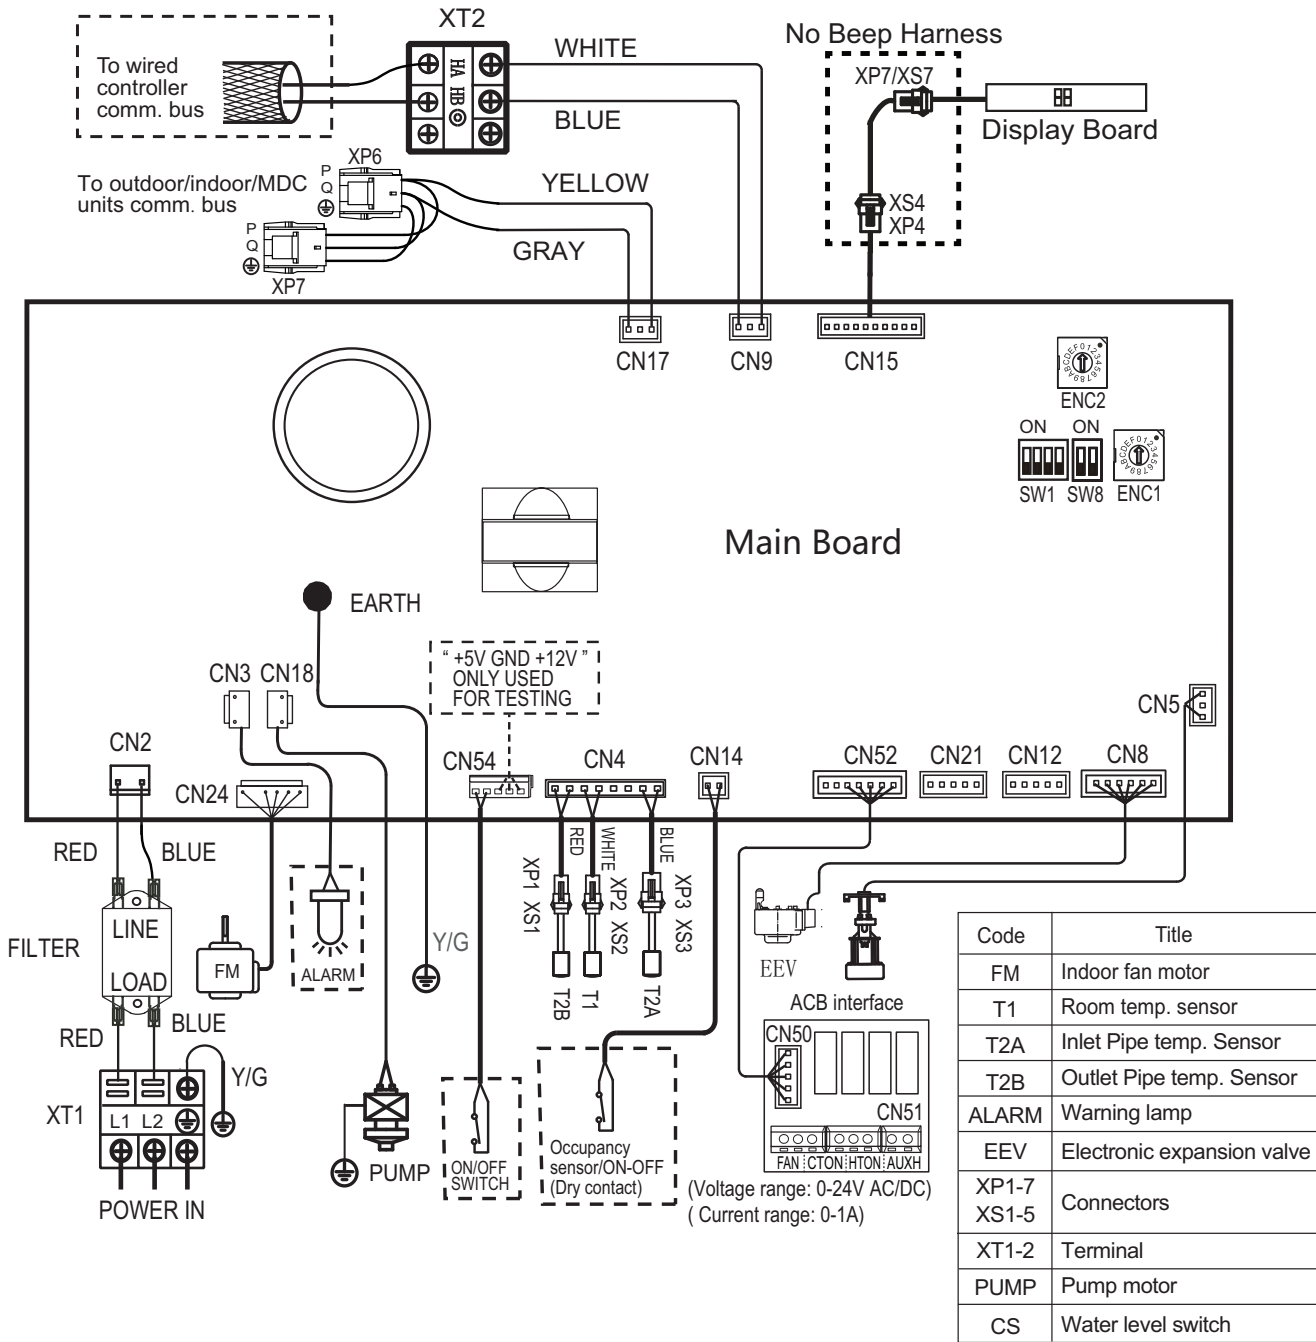 XT2
No Beep Harness
To wired
controller
comm. bus
HA HB
WHITE
BLUE
XP7/XS7
Display Board
XS4
XP4
To outdoor/indoor/MDC
units comm. bus
P
Q
XP6
P
Q
XP7
YELLOW
GRAY
CN17
CN9
CN15
CDEF0123456789AB
ENC2
ON
ON
CDEF0123456789AB
SW1
SW8
ENC1
Main Board
EARTH
" +5V GND +12V "
ONLY USED
FOR TESTING
CN3
CN18
CN5
CN2
CN24
CN54
CN4
CN14
CN52
CN21
CN12
CN8
RED
BLUE
LINE
FILTER
LOAD
RED
BLUE
Y/G
XT1
L1
L2
POWER IN
FM
ALARM
Y/G
PUMP
ON/OFF
SWITCH
RED
WHITE
BLUE
XP1 XS1
XP2 XS2
XP3 XS3
T2B
T1
T2A
Occupancy
sensor/ON-OFF
(Dry contact)
EEV
ACB interface
CN50
CN51
FAN CTON HTON AUXH
(Voltage range: 0-24V AC/DC)
( Current range: 0-1A)
Code Title
FM Indoor fan motor
T1 Room temp. sensor
T2A Inlet Pipe temp. Sensor
T2B Outlet Pipe temp. Sensor
ALARM Warning lamp
EEV Electronic expansion valve
XP1-7
XS1-5
Connectors
XT1-2 Terminal
PUMP Pump motor
CS Water level switch